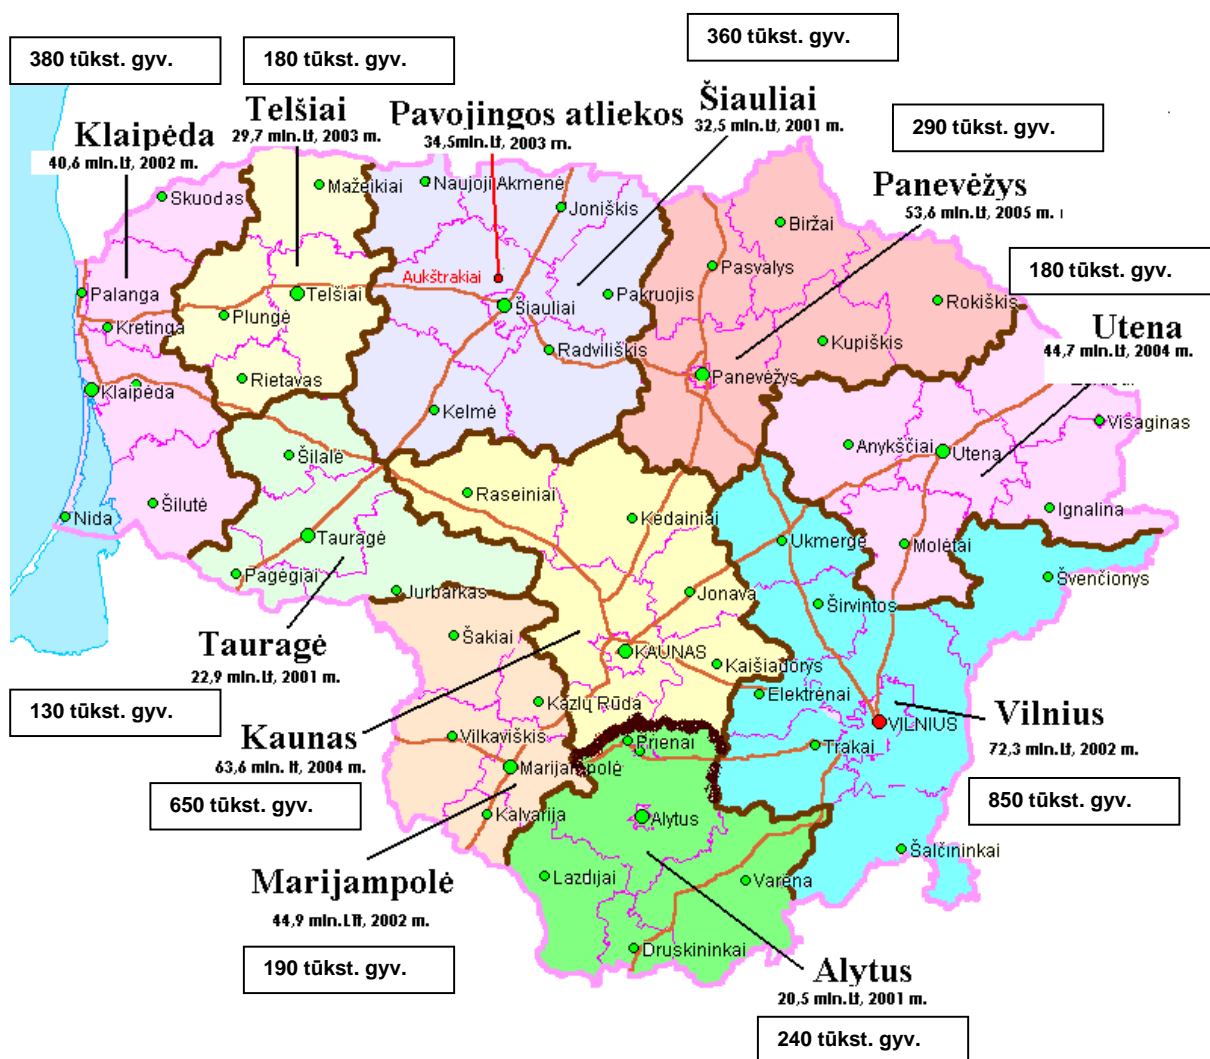 360 tūkst. gyv.
380 tūkst. gyv.
180 tūkst. gyv.
Telšiai
29,7 mln.Lt, 2003 m.
Pavojingos atliekos
34,5mln.Lt, 2003 m.
Šiauliai
32,5 mln.Lt, 2001 m.
290 tūkst. gyv.
Klaipėda
40,6 mln.Lt, 2002 m.
Panevėžys
53,6 mln.Lt, 2005 m.
180 tūkst. gyv.
Utena
44,7 mln.Lt, 2004 m.
Skuodas
Mažeikiai
Naujoji Akmenė
Joniškis
Biržai
Pasvalys
Rokiškis
Aukštrakiai
Palanga
Telšiai
Šiauliai
Pakruojis
Kretinga
Plungė
Radviliškis
Kupiškis
Rietavas
Panevėžys
Klaipėda
Kelmė
Višaginas
Anykščiai
Utena
Šilalė
Raseiniai
Šilutė
Nida
Kėdainiai
Ignalina
Tauragė
Ukmergė
Molėtai
Pagėgiai
Jurbarkas
Jonava
Širvintos
Švenčionys
Šakiai
KAUNAS
Kaišiadorys
Tauragė
22,9 mln.Lt, 2001 m.
130 tūkst. gyv.
Kazlų Rūda
Elektrėnai
VILNIUS
Vilnius
72,3 mln.Lt, 2002 m.
850 tūkst. gyv.
Kaunas
63,6 mln. lt, 2004 m.
650 tūkst. gyv.
Vilkaviškis
Prienai
Trakai
Marijampolė
Kalvarija
Alytus
Šalčininkai
Marijampolė
44,9 mln.Lt, 2002 m.
190 tūkst. gyv.
Lazdijai
Varėna
Druskininkai
Alytus
20,5 mln.Lt, 2001 m.
240 tūkst. gyv.